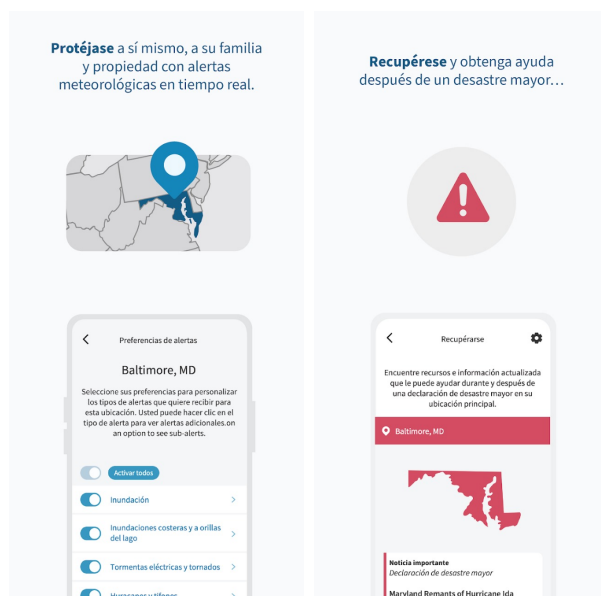 Protéjase a sí mismo, a su familia
y propiedad con alertas
meteorológicas en tiempo real.
Preferencias de alertas
Baltimore, MD
Seleccione sus preferencias para personalizar
los tipos de alertas que quiere recibir para
esta ubicación. Usted puede hacer clic en el
tipo de alerta para ver alertas adicionales.on
an option to see sub-alerts.
Activar todos
Inundación
Inundaciones costeras y a orillas
del lago
Tormentas eléctricas y tornados
Huracanes y tifones
Recupérese y obtenga ayuda
después de un desastre mayor…
Recupérarse
Encuentre recursos e información actualizada
que le puede ayudar durante y después de
una declaración de desastre mayor en su
ubicación principal.
Baltimore, MD
Noticia importante
Declaración de desastre mayor
Maryland Remants of Hurricane Ida